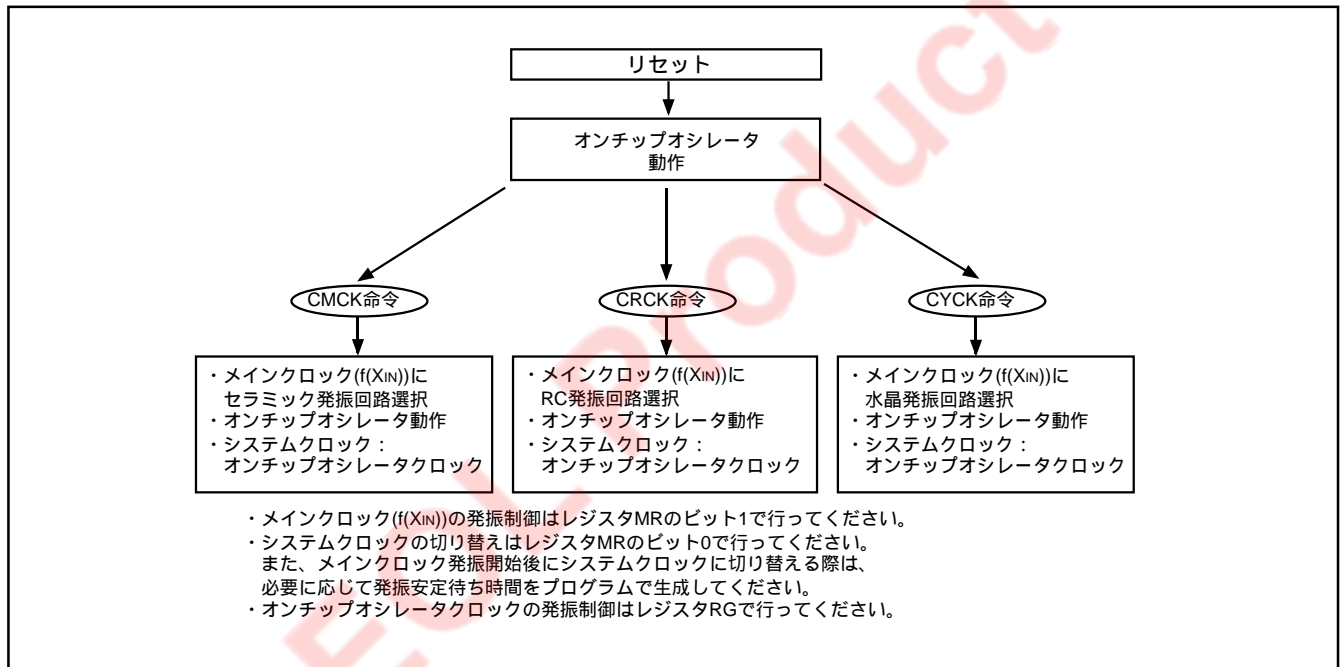 リセット
オンチップオシレータ
動作
CMCK命令
CRCK命令
CYCK命令
・メインクロック(f(XIN))に
セラミック発振回路選択
・オンチップオシレータ動作
・システムクロック：
オンチップオシレータクロック
・メインクロック(f(XIN))に
RC発振回路選択
・オンチップオシレータ動作
・システムクロック：
オンチップオシレータクロック
・メインクロック(f(XIN))に
水晶発振回路選択
・オンチップオシレータ動作
・システムクロック：
オンチップオシレータクロック
・メインクロック(f(XIN))の発振制御はレジスタMRのビット1で行ってください。
・システムクロックの切り替えはレジスタMRのビット0で行ってください。
また、メインクロック発振開始後にシステムクロックに切り替える際は、
必要に応じて発振安定待ち時間をプログラムで生成してください。
・オンチップオシレータクロックの発振制御はレジスタRGで行ってください。
EOL Product